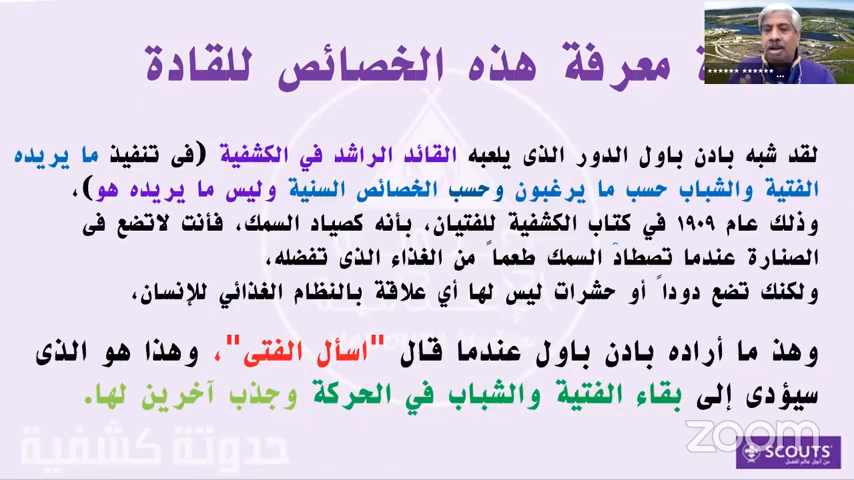 معرفة هذه الخصائص للقادة
****** ****** ...
لقد شبه بادن باول الدور الذى يلعبه القائد الراشد في الكشفية (فى تنفيذ ما يريده
الفتية والشباب حسب ما يرغبون وحسب الخصائص السنية وليس ما يريده هو)،
وذلك عام ١٩٠٩ في كتاب الكشفية للفتيان، بأنه كصياد السمك، فأنت لاتضع فى
الصنارة عندما تصطاد السمك طعماً من الغذاء الذى تفضله،
ولكنك تضع دوداً أو حشرات ليس لها أي علاقة بالنظام الغذائي للإنسان،
وهذ ما أراده بادن باول عندما قال "اسأل الفتى"، وهذا هو الذى
سيؤدى إلى بقاء الفتية والشباب في الحركة وجذب آخرين لها.
حدوتة كشفية
zoom
SCOUTS
من أجل عالم أفضل